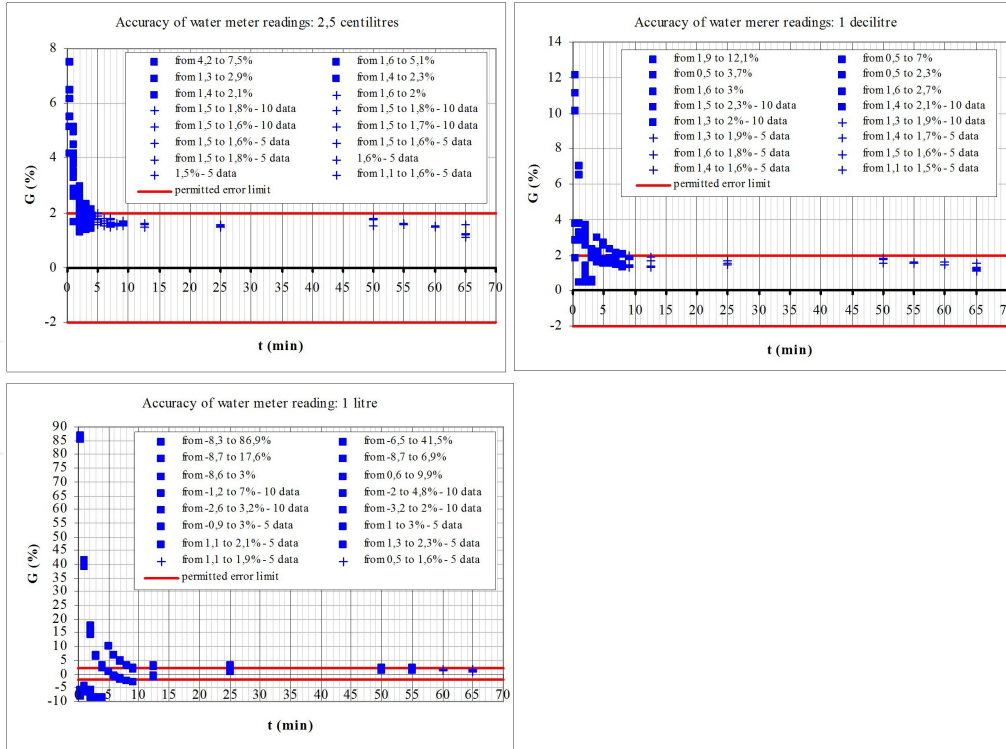 Accuracy of water meter readings: 2,5 centilitres
8
6
4
2
0
-2
G (%)
from 4,2 to 7,5%
from 1,6 to 5,1%
from 1,3 to 2,9%
from 1,4 to 2,3%
from 1,4 to 2,1%
from 1,6 to 2%
from 1,5 to 1,8% - 10 data
from 1,5 to 1,8% - 10 data
from 1,5 to 1,6% - 10 data
from 1,5 to 1,7% - 10 data
from 1,5 to 1,6% - 5 data
from 1,5 to 1,6% - 5 data
from 1,5 to 1,8% - 5 data
1,6% - 5 data
1,5% - 5 data
from 1,1 to 1,6% - 5 data
permitted error limit
0 5 10 15 20 25 30 35 40 45 50 55 60 65 70
t (min)
Accuracy of water merer readings: 1 decilitre
14
12
10
8
6
4
2
0
-2
G (%)
from 1,9 to 12,1%
from 0,5 to 7%
from 0,5 to 3,7%
from 0,5 to 2,3%
from 1,6 to 3%
from 1,6 to 2,7%
from 1,5 to 2,3% - 10 data
from 1,4 to 2,1% - 10 data
from 1,3 to 2% - 10 data
from 1,3 to 1,9% - 10 data
from 1,3 to 1,9% - 5 data
from 1,4 to 1,7% - 5 data
from 1,6 to 1,8% - 5 data
from 1,5 to 1,6% - 5 data
from 1,4 to 1,6% - 5 data
from 1,1 to 1,5% - 5 data
permitted error limit
0 5 10 15 20 25 30 35 40 45 50 55 60 65 70
t (min)
Accuracy of water meter reading: 1 litre
90
85
80
75
70
65
60
55
50
45
40
35
30
25
20
15
10
5
0
-5
-10
G (%)
from -8,3 to 86,9%
from -6,5 to 41,5%
from -8,7 to 17,6%
from -8,7 to 6,9%
from -8,6 to 3%
from 0,6 to 9,9%
from -1,2 to 7% - 10 data
from -2 to 4,8% - 10 data
from -2,6 to 3,2% - 10 data
from -3,2 to 2% - 10 data
from -0,9 to 3% - 5 data
from 1 to 3% - 5 data
from 1,1 to 2,1% - 5 data
from 1,3 to 2,3% - 5 data
from 1,1 to 1,9% - 5 data
from 0,5 to 1,6% - 5 data
permitted error limit
0 5 10 15 20 25 30 35 40 45 50 55 60 65 70
t (min)